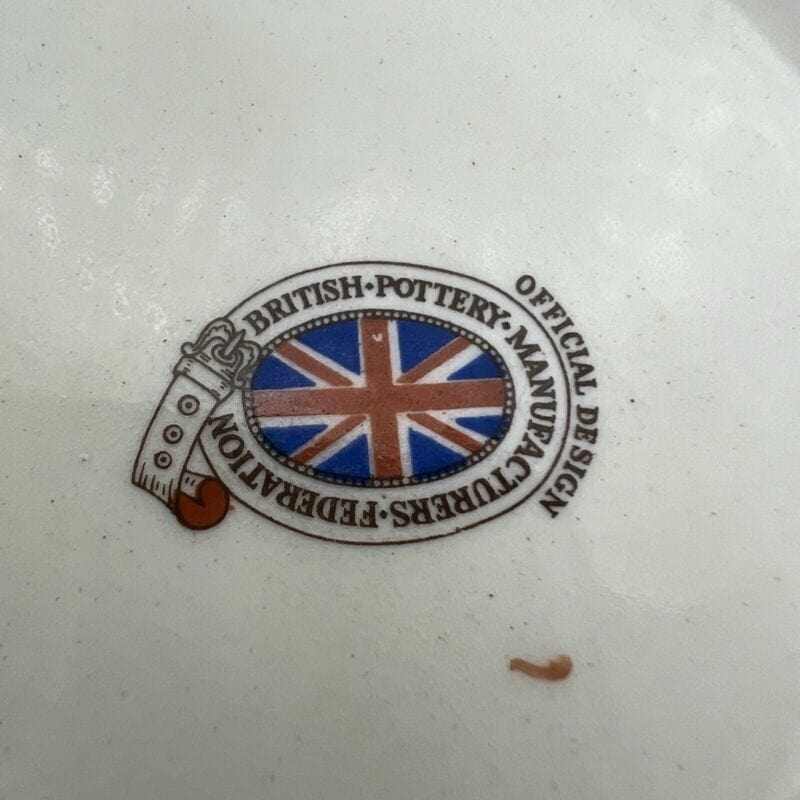 BRITISH·POTTERY·MANUFACTURERS·FEDERATION
OFFICIAL DESIGN